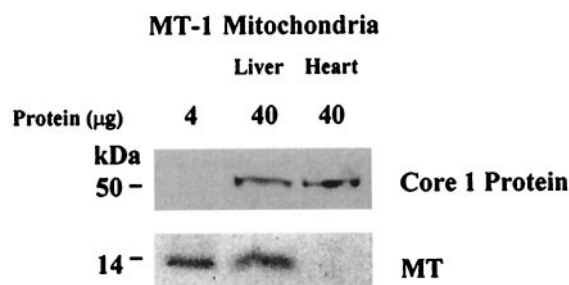 MT-1 Mitochondria
Liver Heart
Protein (μg) 4 40 40
kDa
50 – Core 1 Protein
14 – MT